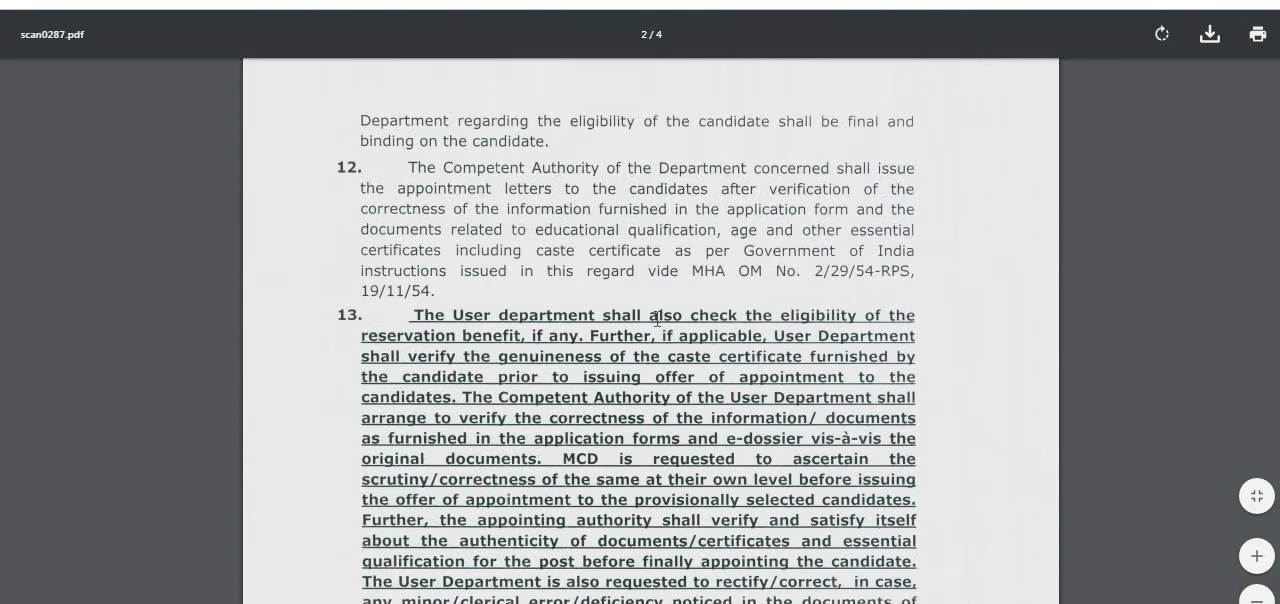 scan0287.pdf
2 / 4
Department regarding the eligibility of the candidate shall be final and
binding on the candidate.
12. The Competent Authority of the Department concerned shall issue
the appointment letters to the candidates after verification of the
correctness of the information furnished in the application form and the
documents related to educational qualification, age and other essential
certificates including caste certificate as per Government of India
instructions issued in this regard vide MHA OM No. 2/29/54-RPS,
19/11/54.
13. The User department shall also check the eligibility of the
reservation benefit, if any. Further, if applicable, User Department
shall verify the genuineness of the caste certificate furnished by
the candidate prior to issuing offer of appointment to the
candidates. The Competent Authority of the User Department shall
arrange to verify the correctness of the information/ documents
as furnished in the application forms and e-dossier vis-à-vis the
original documents. MCD is requested to ascertain the
scrutiny/correctness of the same at their own level before issuing
the offer of appointment to the provisionally selected candidates.
Further, the appointing authority shall verify and satisfy itself
about the authenticity of documents/certificates and essential
qualification for the post before finally appointing the candidate.
The User Department is also requested to rectify/correct, in case,
any minor/clerical error/deficiency noticed in the documents of